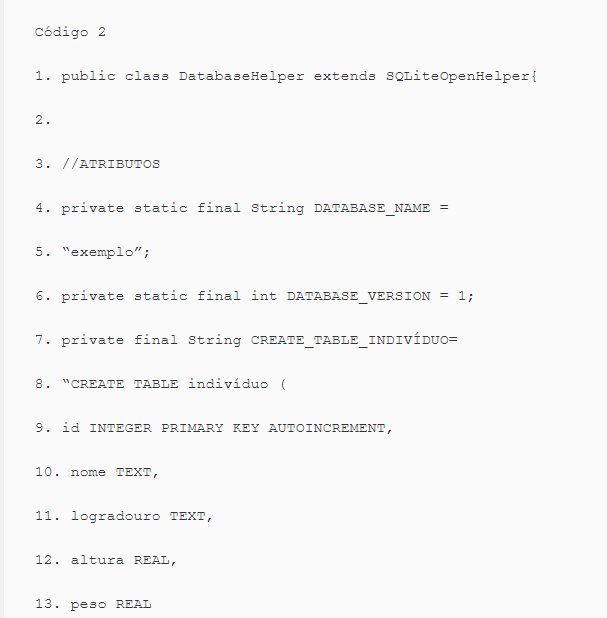 Código 2
1. public class DatabaseHelper extends SQLiteOpenHelper{
2.
3. //ATRIBUTOS
4. private static final String DATABASE_NAME =
5. “exemplo”;
6. private static final int DATABASE_VERSION = 1;
7. private final String CREATE_TABLE_INDIVÍDUO=
8. “CREATE TABLE indivíduo (
9. id INTEGER PRIMARY KEY AUTOINCREMENT,
10. nome TEXT,
11. logradouro TEXT,
12. altura REAL,
13. peso REAL